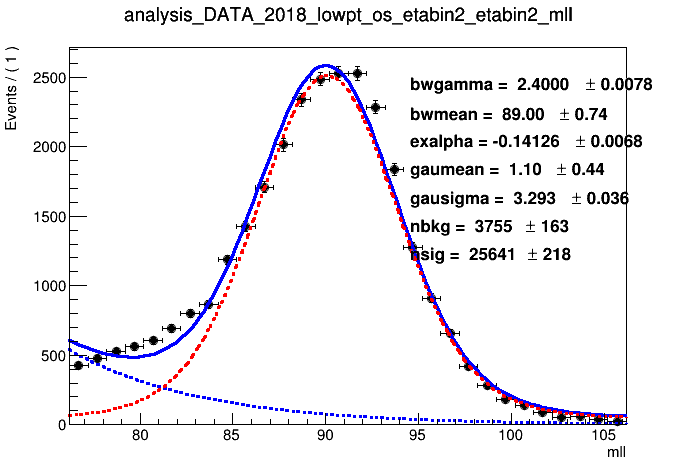 analysis_DATA_2018_lowpt_os_etabin2_etabin2_mll
Events / ( 1 )
2500
2000
1500
1000
500
0
bwgamma = 2.4000 ± 0.0078
bwmean = 89.00 ± 0.74
exalpha = -0.14126 ± 0.0068
gaumean = 1.10 ± 0.44
gausigma = 3.293 ± 0.036
nbkg = 3755 ± 163
nsig = 25641 ± 218
80 85 90 95 100 105
mll